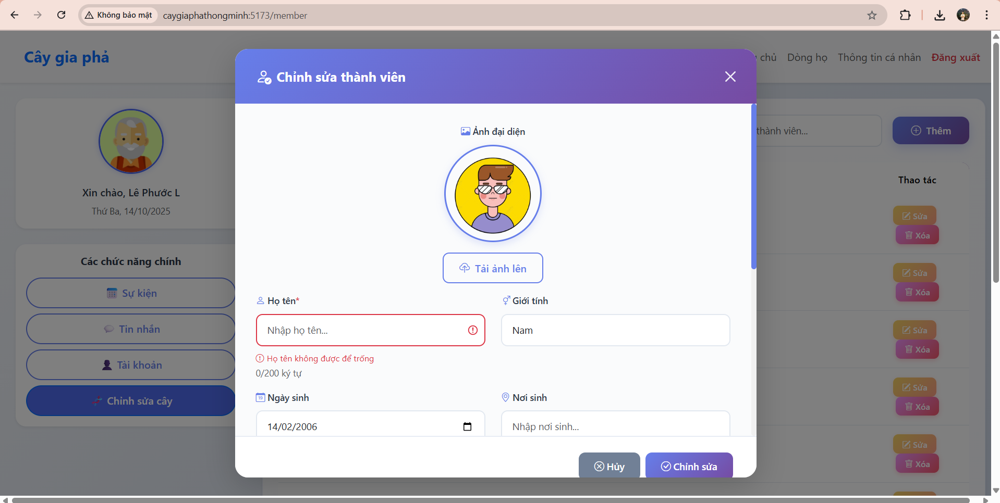 Không bảo mật
caygiaphathongminh:5173/member
Cây gia phả
chủ
Dòng họ
Thông tin cá nhân
Đăng xuất
Chỉnh sửa thành viên
Xin chào, Lê Phước L
Thứ Ba, 14/10/2025
Các chức năng chính
Sự kiện
Tin nhắn
Tài khoản
Chỉnh sửa cây
Ảnh đại diện
Tải ảnh lên
Họ tên*
Nhập họ tên...
Họ tên không được để trống
0/200 ký tự
Giới tính
Nam
19
Ngày sinh
14/02/2006
Nơi sinh
Nhập nơi sinh...
Hủy
Chỉnh sửa
thành viên...
Thêm
Thao tác
Sửa
Xóa
Sửa
Xóa
Sửa
Xóa
Sửa
Xóa
Sửa
Xóa